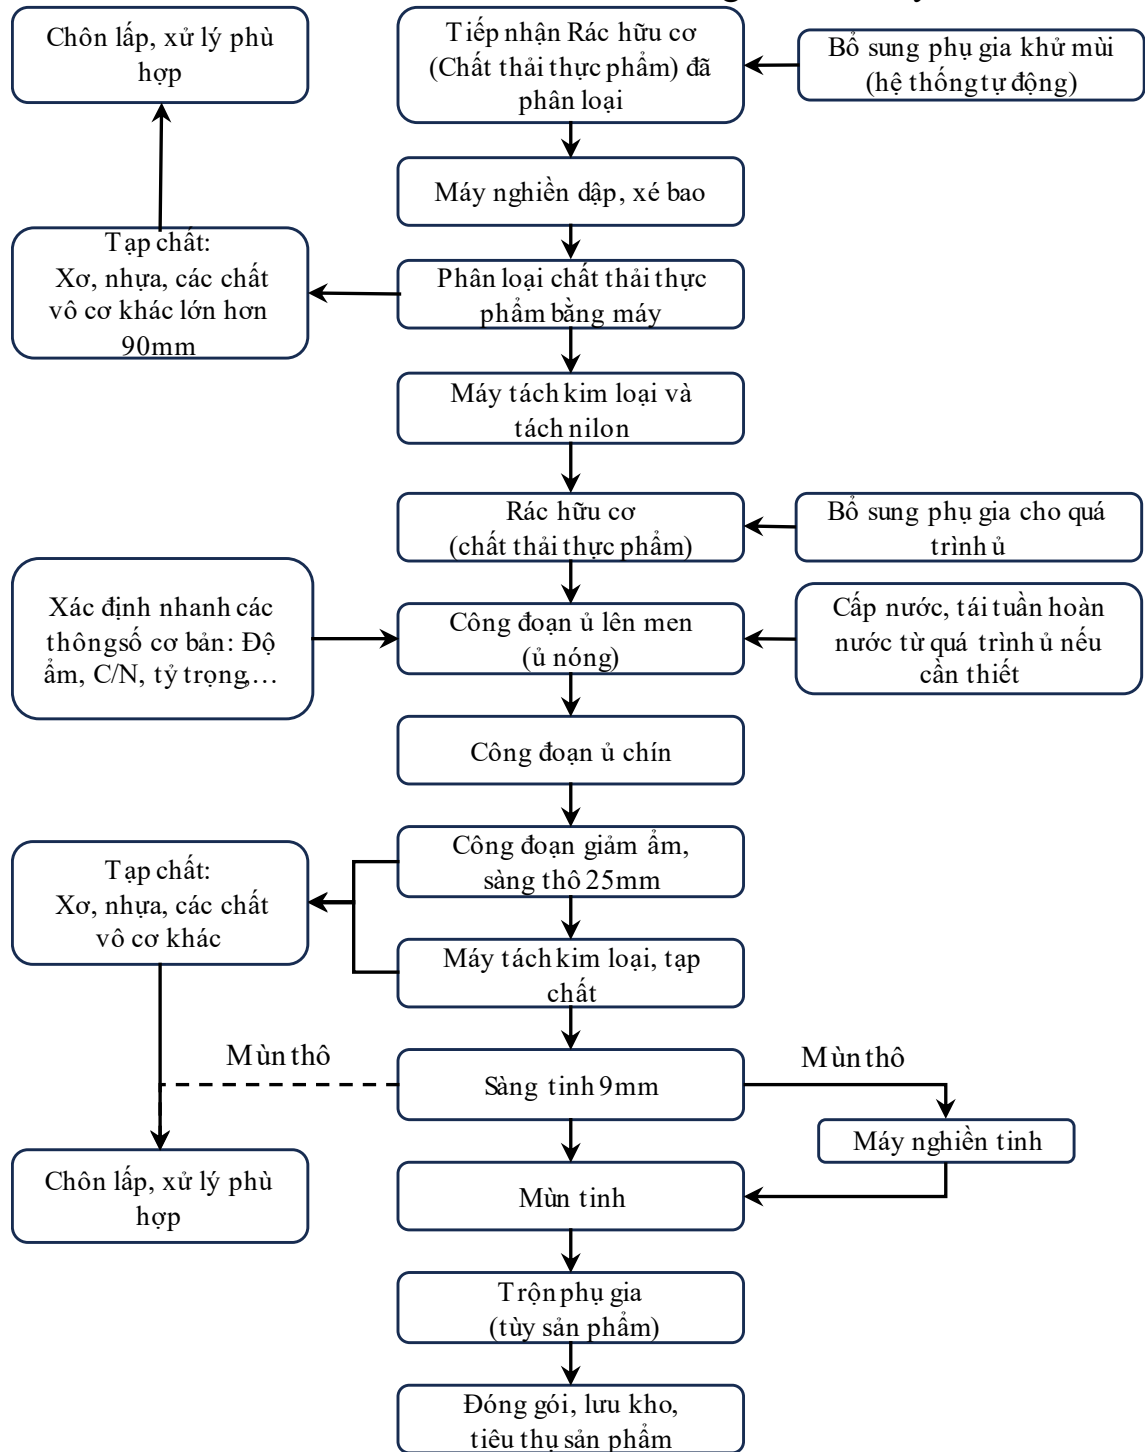 Chôn lấp, xử lý phù
hợp
Tiếp nhận Rác hữu cơ
(Chất thải thực phẩm) đã
phân loại
Bổ sung phụ gia khử mùi
(hệ thống tự động)
Máy nghiền dập, xé bao
Tạp chất:
Xơ, nhựa, các chất
vô cơ khác lớn hơn
90mm
Phân loại chất thải thực
phẩm bằng máy
Máy tách kim loại và
tách nilon
Rác hữu cơ
(chất thải thực phẩm)
Bổ sung phụ gia cho quá
trình ủ
Xác định nhanh các
thông số cơ bản: Độ
ẩm, C/N, tỷ trọng,…
Công đoạn ủ lên men
(ủ nóng)
Cấp nước, tái tuần hoàn
nước từ quá trình ủ nếu
cần thiết
Công đoạn ủ chín
Công đoạn giảm ẩm,
sàng thô 25mm
Tạp chất:
Xơ, nhựa, các chất
vô cơ khác
Máy tách kim loại, tạp
chất
Mùn thô
Sàng tinh 9mm
Mùn thô
Máy nghiền tinh
Chôn lấp, xử lý phù
hợp
Mùn tinh
Trộn phụ gia
(tùy sản phẩm)
Đóng gói, lưu kho,
tiêu thụ sản phẩm